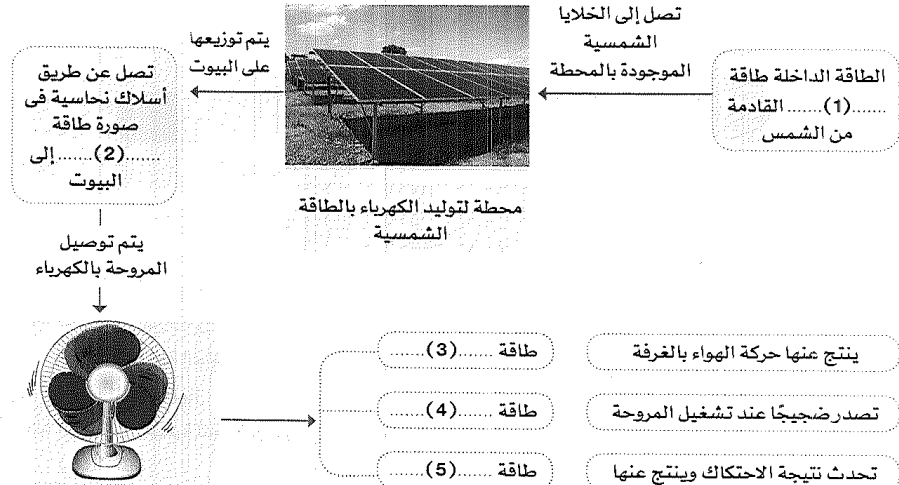 تصل إلى الخلايا
الشمسية
الموجودة بالمحطة
الطاقة الداخلة طاقة
.......(1)....... القادمة
من الشمس
يتم توزيعها
على البيوت
تصل عن طريق
أسلاك نحاسية فى
صورة طاقة
.......(2)....... إلى
البيوت
محطة لتوليد الكهرباء بالطاقة
الشمسية
يتم توصيل
المروحة بالكهرباء
طاقة .......(3).......
ينتج عنها حركة الهواء بالغرفة
طاقة .......(4).......
تصدر ضجيجًا عند تشغيل المروحة
طاقة .......(5).......
تحدث نتيجة الاحتكاك وينتج عنها